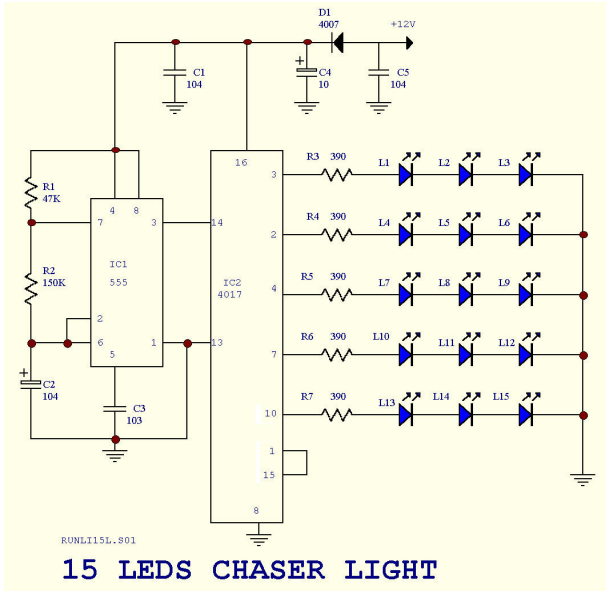 D1
4007
+12V
C1
104
+
C4
10
C5
104
16
R3 390 L1 L2 L3
3
R1
47K
4 8
7 3 14
R4 390 L4 L5 L6
2
IC1
555
R2
150K
IC2
4017
R5 390 L7 L8 L9
4
2
6 1 13
5
R6 390 L10 L11 L12
7
+
C2
104
C3
103
R7 390 L13 L14 L15
10
1
15
8
RUNLI15L.S01
15 LEDS CHASER LIGHT